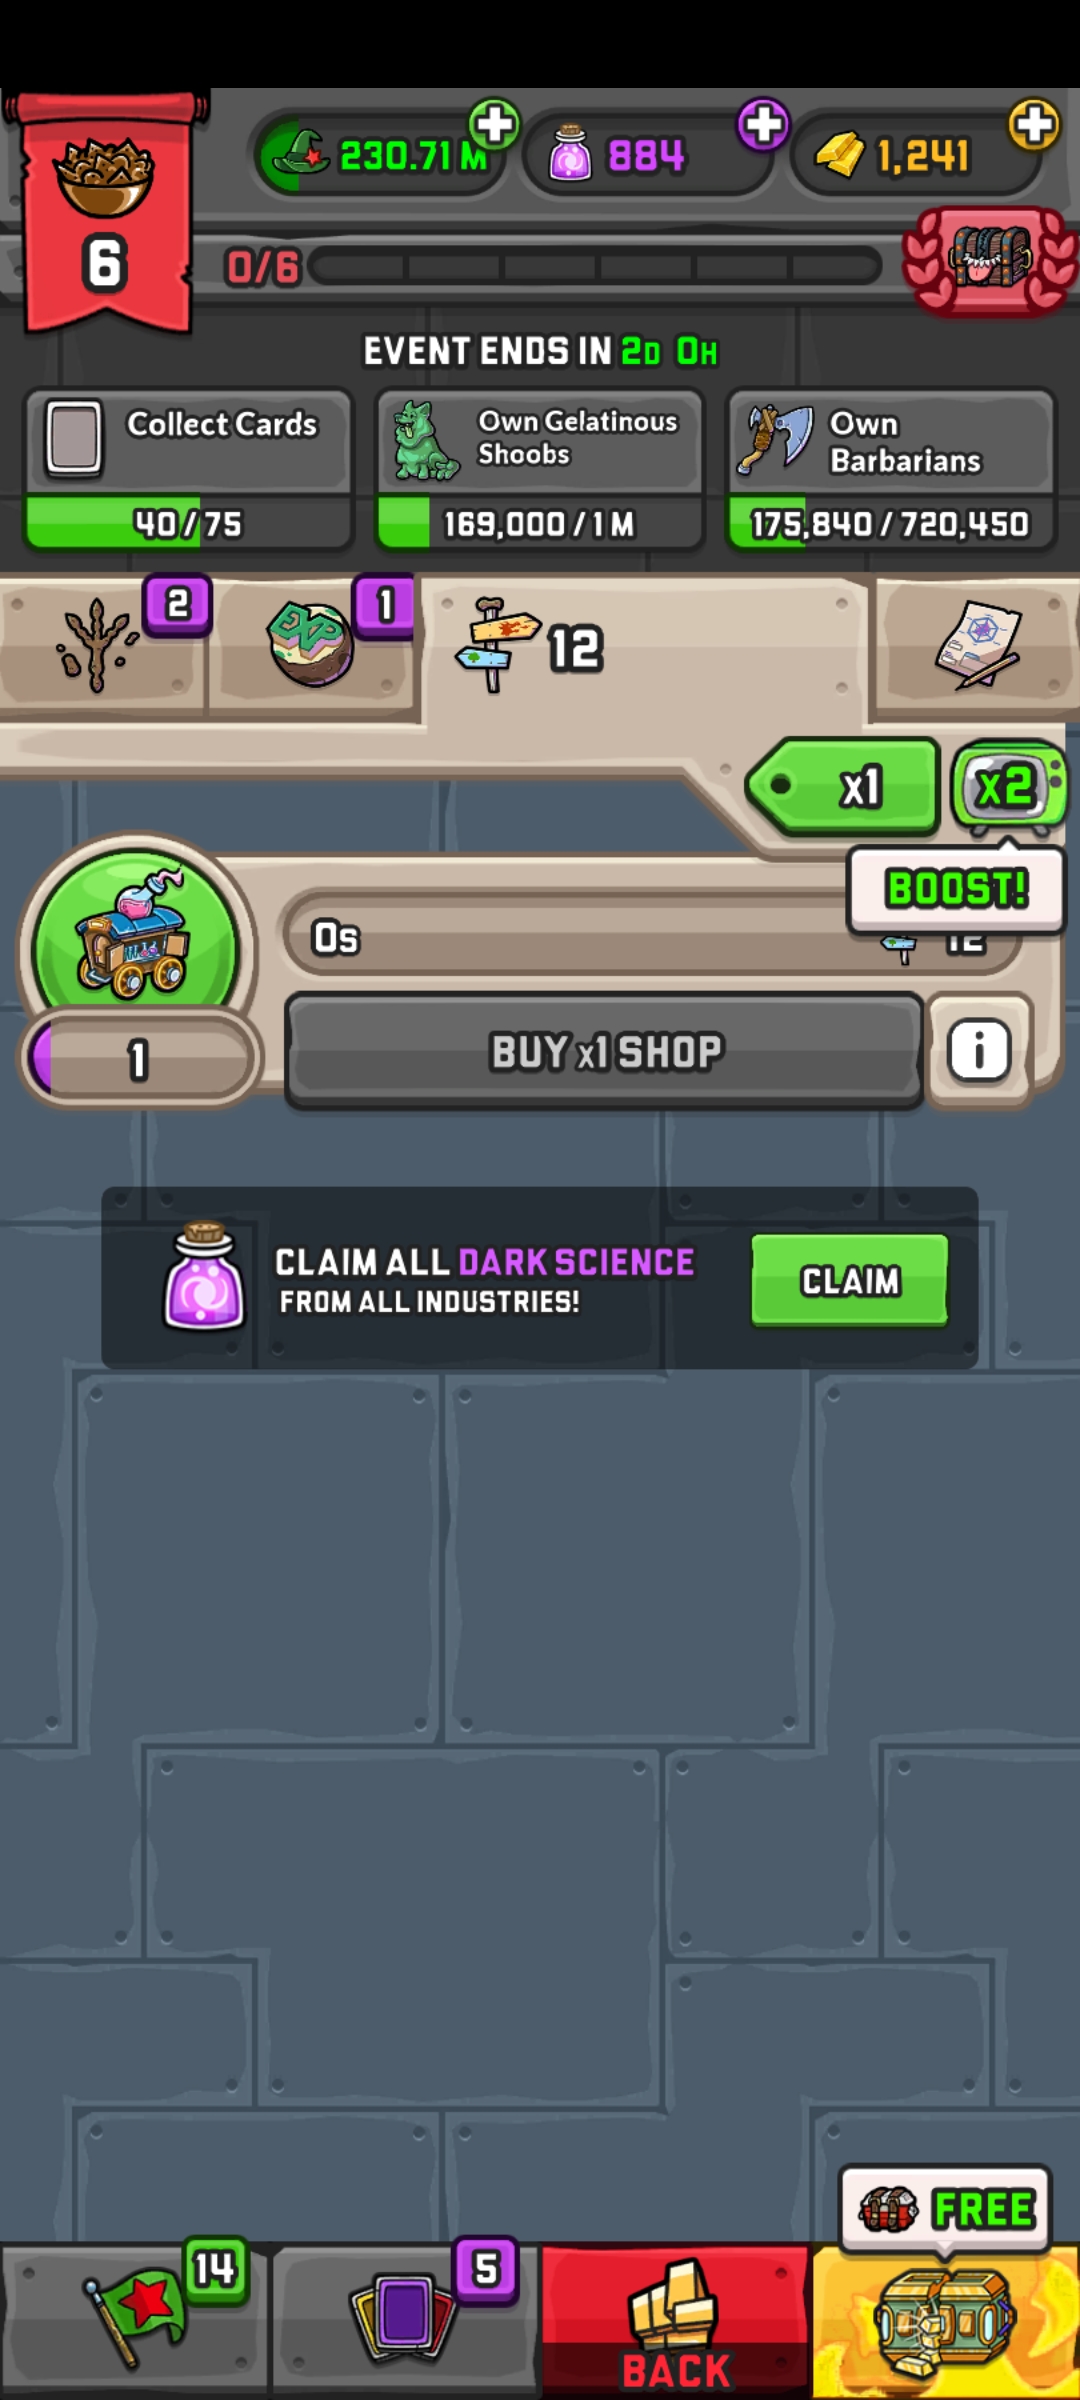 230.71 M
884
1,241
6
0/6
EVENT ENDS IN 2D 0H
Collect Cards
40/75
Own Gelatinous
Shoobs
169,000/1 M
Own
Barbarians
175,840/720,450
2
EXP
1
12
x1
x2
BOOST!
0s
12
1
BUY x1 SHOP
i
CLAIM ALL DARK SCIENCE
FROM ALL INDUSTRIES!
CLAIM
FREE
14
5
BACK